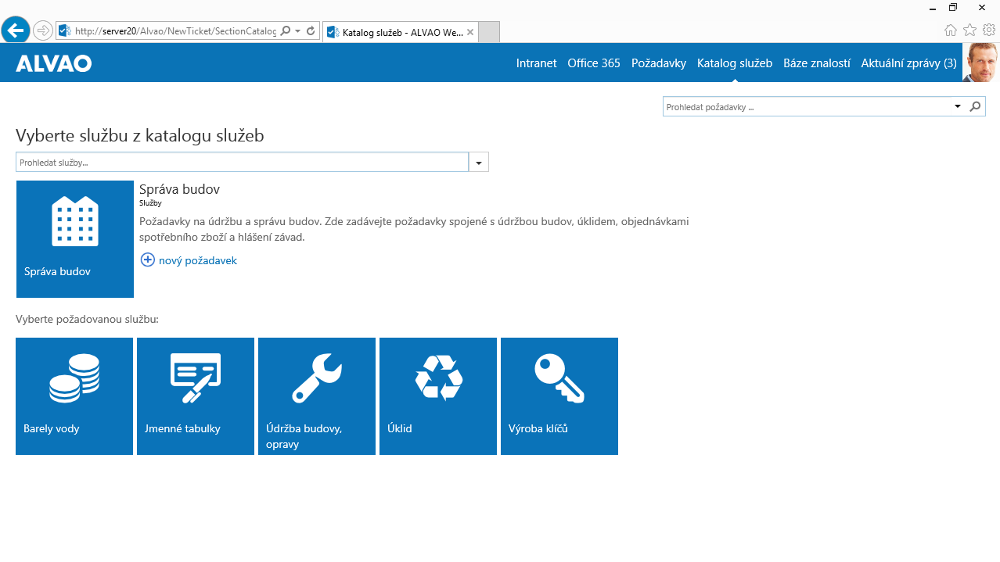 http://server20/Alvao/NewTicket/SectionCatalog
Katalog služeb - ALVAO We...
ALVAO
Intranet Office 365 Požadavky Katalog služeb Báze znalostí Aktuální zprávy (3)
Prohledat požadavky ...
Vyberte službu z katalogu služeb
Prohledat služby...
Správa budov
Správa budov
Služby
Požadavky na údržbu a správu budov. Zde zadávejte požadavky spojené s údržbou budov, úklidem, objednávkami
spotřebního zboží a hlášení závad.
nový požadavek
Vyberte požadovanou službu:
Barely vody
Jmenné tabulky
Údržba budovy,
opravy
Úklid
Výroba klíčů